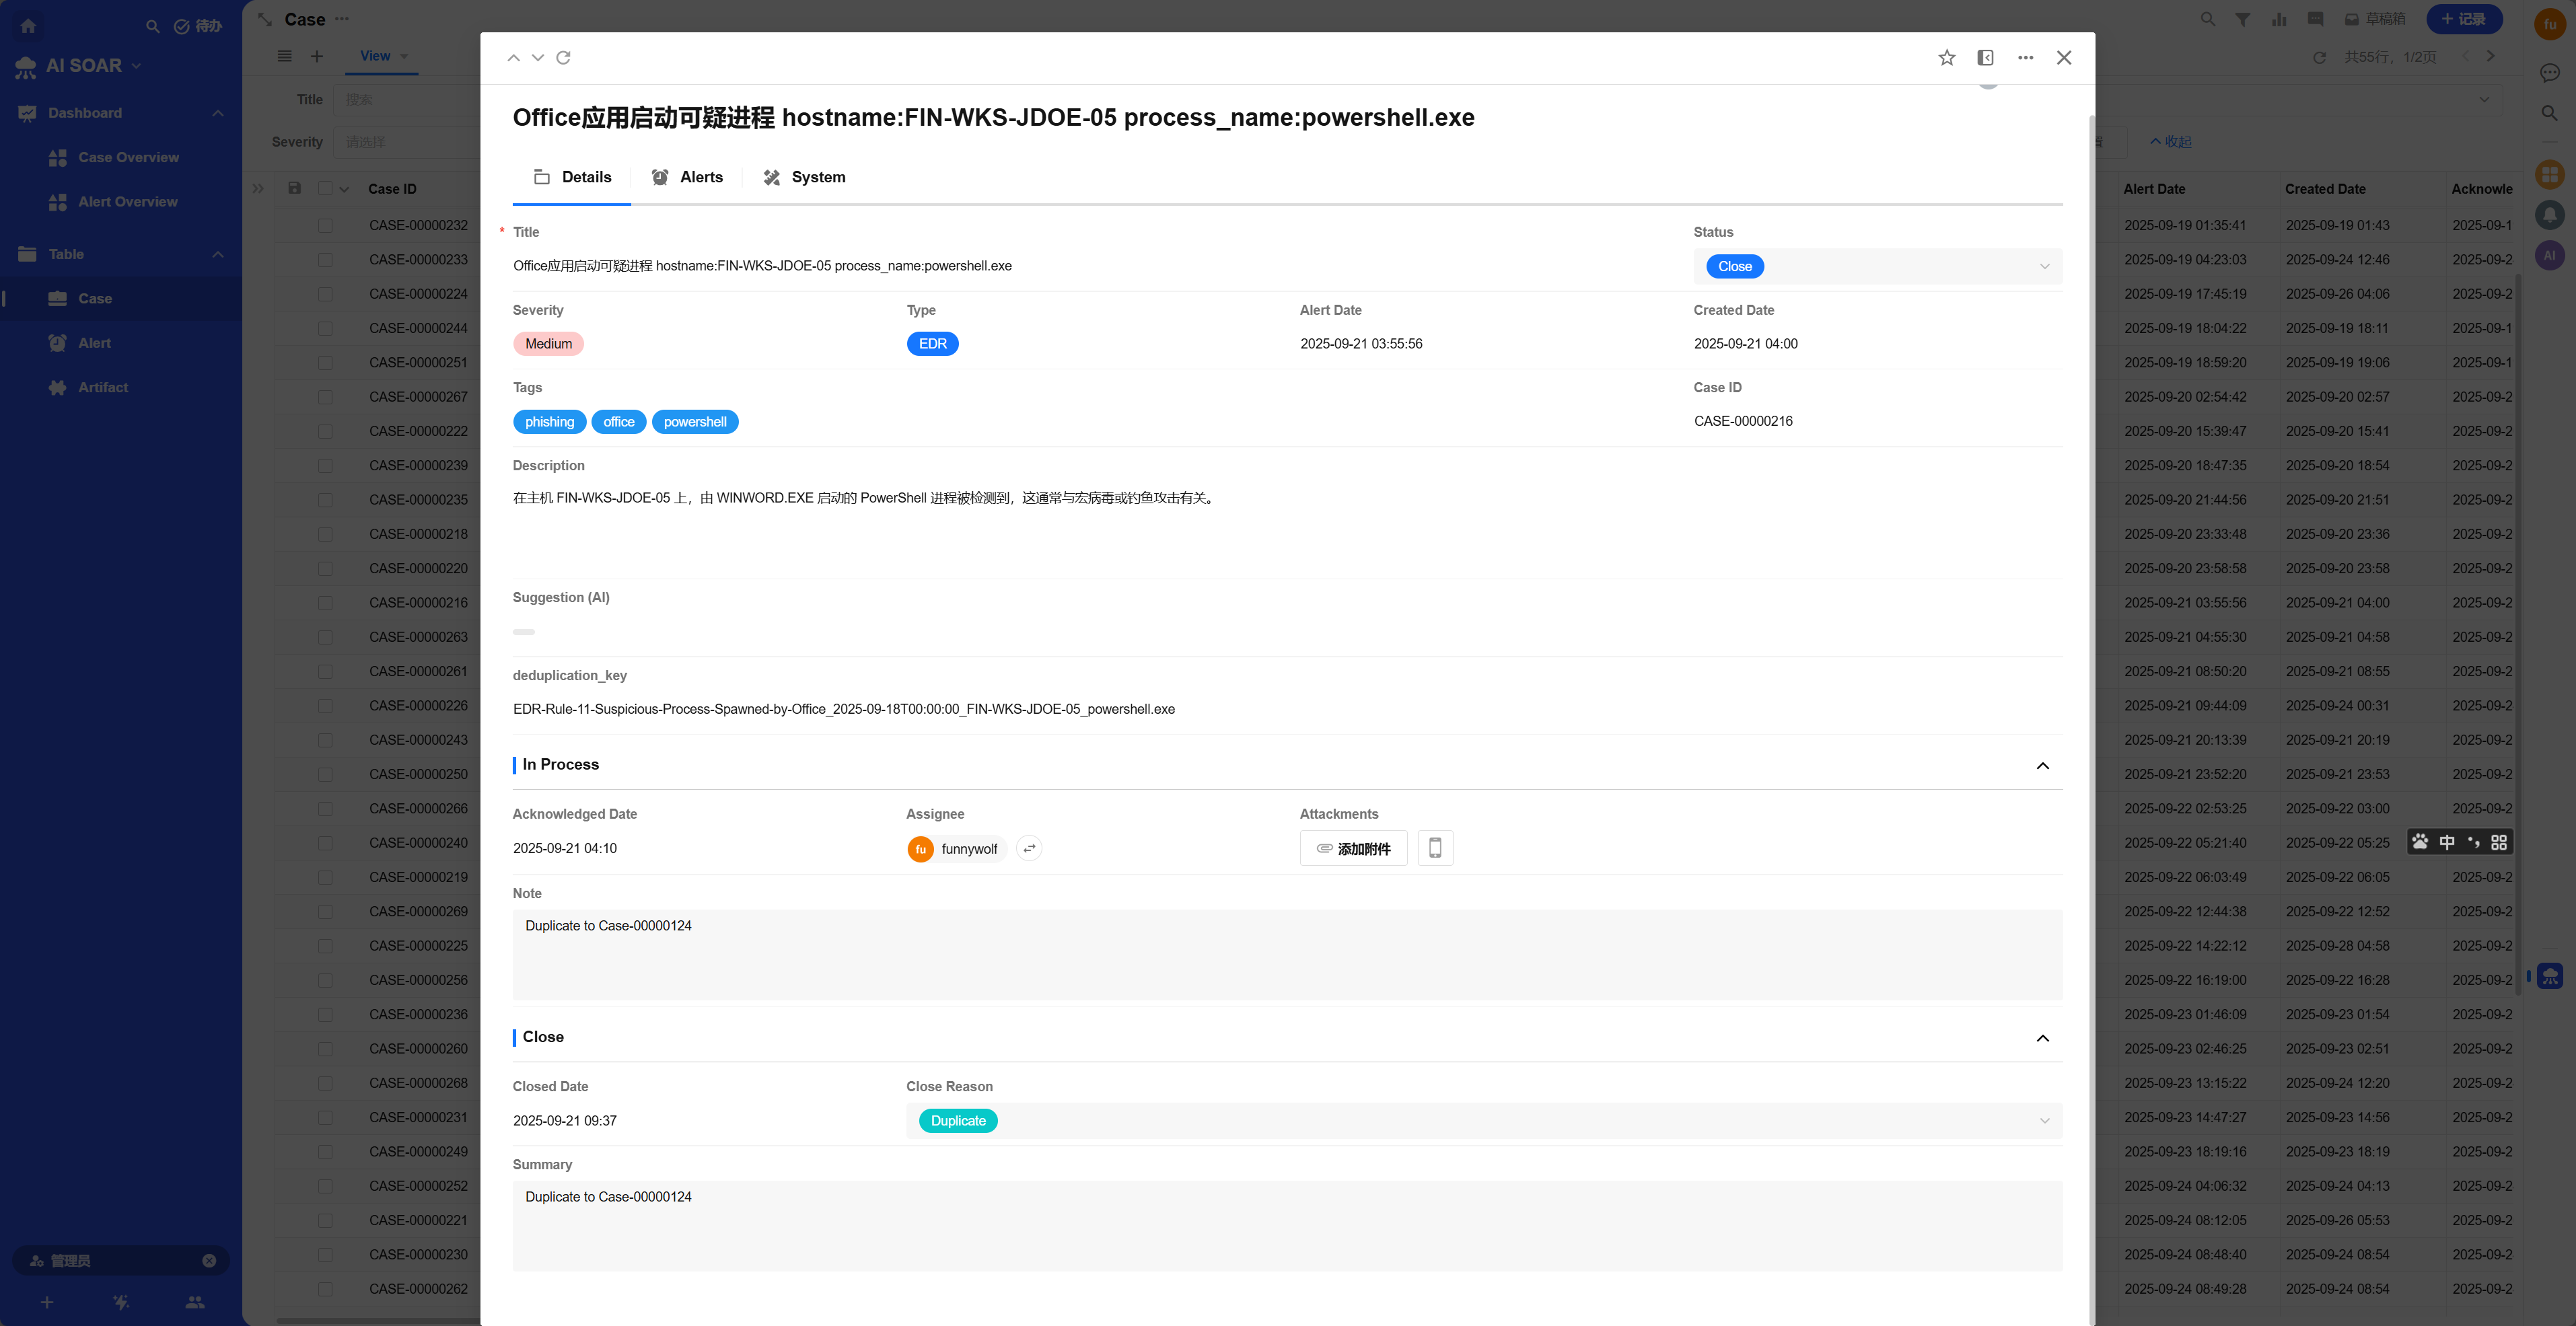 待办
AI SOAR
Dashboard
Case Overview
Alert Overview
Table
Case
Alert
Artifact
管理员
Case
草稿箱
记录
fu
View
共55行，1/2页
Title
搜索
Severity
请选择
收起
AI
Case ID
Alert Date
Created Date
Acknowle
CASE-00000232
2025-09-19 01:35:41
2025-09-19 01:43
2025-09-1
CASE-00000233
2025-09-19 04:23:03
2025-09-24 12:46
2025-09-2
CASE-00000224
2025-09-19 17:45:19
2025-09-26 04:06
2025-09-2
CASE-00000244
2025-09-19 18:04:22
2025-09-19 18:11
2025-09-1
CASE-00000251
2025-09-19 18:59:20
2025-09-19 19:06
2025-09-1
CASE-00000267
2025-09-20 02:54:42
2025-09-20 02:57
2025-09-2
CASE-00000222
2025-09-20 15:39:47
2025-09-20 15:41
2025-09-2
CASE-00000239
2025-09-20 18:47:35
2025-09-20 18:54
2025-09-2
CASE-00000235
2025-09-20 21:44:56
2025-09-20 21:51
2025-09-2
CASE-00000218
2025-09-20 23:33:48
2025-09-20 23:36
2025-09-2
CASE-00000220
2025-09-20 23:58:58
2025-09-20 23:58
2025-09-2
CASE-00000216
2025-09-21 03:55:56
2025-09-21 04:00
2025-09-2
CASE-00000263
2025-09-21 04:55:30
2025-09-21 04:58
2025-09-2
CASE-00000261
2025-09-21 08:50:20
2025-09-21 08:55
2025-09-2
CASE-00000226
2025-09-21 09:44:09
2025-09-24 00:31
2025-09-2
CASE-00000243
2025-09-21 20:13:39
2025-09-21 20:19
2025-09-2
CASE-00000250
2025-09-21 23:52:20
2025-09-21 23:53
2025-09-2
CASE-00000266
2025-09-22 02:53:25
2025-09-22 03:00
2025-09-2
CASE-00000240
2025-09-22 05:21:40
2025-09-22 05:25
2025-09-2
中
CASE-00000219
2025-09-22 06:03:49
2025-09-22 06:05
2025-09-2
CASE-00000269
2025-09-22 12:44:38
2025-09-22 12:52
2025-09-2
CASE-00000225
2025-09-22 14:22:12
2025-09-28 04:58
2025-09-2
CASE-00000256
2025-09-22 16:19:00
2025-09-22 16:28
2025-09-2
CASE-00000236
2025-09-23 01:46:09
2025-09-23 01:54
2025-09-2
CASE-00000260
2025-09-23 02:46:25
2025-09-23 02:51
2025-09-2
CASE-00000268
2025-09-23 13:15:22
2025-09-24 12:20
2025-09-2
CASE-00000231
2025-09-23 14:47:27
2025-09-23 14:56
2025-09-2
CASE-00000249
2025-09-23 18:19:16
2025-09-23 18:19
2025-09-2
CASE-00000252
2025-09-24 04:06:32
2025-09-24 04:13
2025-09-2
CASE-00000221
2025-09-24 08:12:05
2025-09-26 05:53
2025-09-2
CASE-00000230
2025-09-24 08:48:40
2025-09-24 08:54
2025-09-2
CASE-00000262
2025-09-24 08:49:28
2025-09-24 08:54
2025-09-2
Office应用启动可疑进程 hostname:FIN-WKS-JDOE-05 process_name:powershell.exe
Details
Alerts
System
* Title
Status
Office应用启动可疑进程 hostname:FIN-WKS-JDOE-05 process_name:powershell.exe
Close
Severity
Type
Alert Date
Created Date
Medium
EDR
2025-09-21 03:55:56
2025-09-21 04:00
Tags
Case ID
phishing
office
powershell
CASE-00000216
Description
在主机 FIN-WKS-JDOE-05 上，由 WINWORD.EXE 启动的 PowerShell 进程被检测到，这通常与宏病毒或钓鱼攻击有关。
Suggestion (AI)
deduplication_key
EDR-Rule-11-Suspicious-Process-Spawned-by-Office_2025-09-18T00:00:00_FIN-WKS-JDOE-05_powershell.exe
In Process
Acknowledged Date
Assignee
Attachments
2025-09-21 04:10
fu
funnywolf
添加附件
Note
Duplicate to Case-00000124
Close
Closed Date
Close Reason
2025-09-21 09:37
Duplicate
Summary
Duplicate to Case-00000124